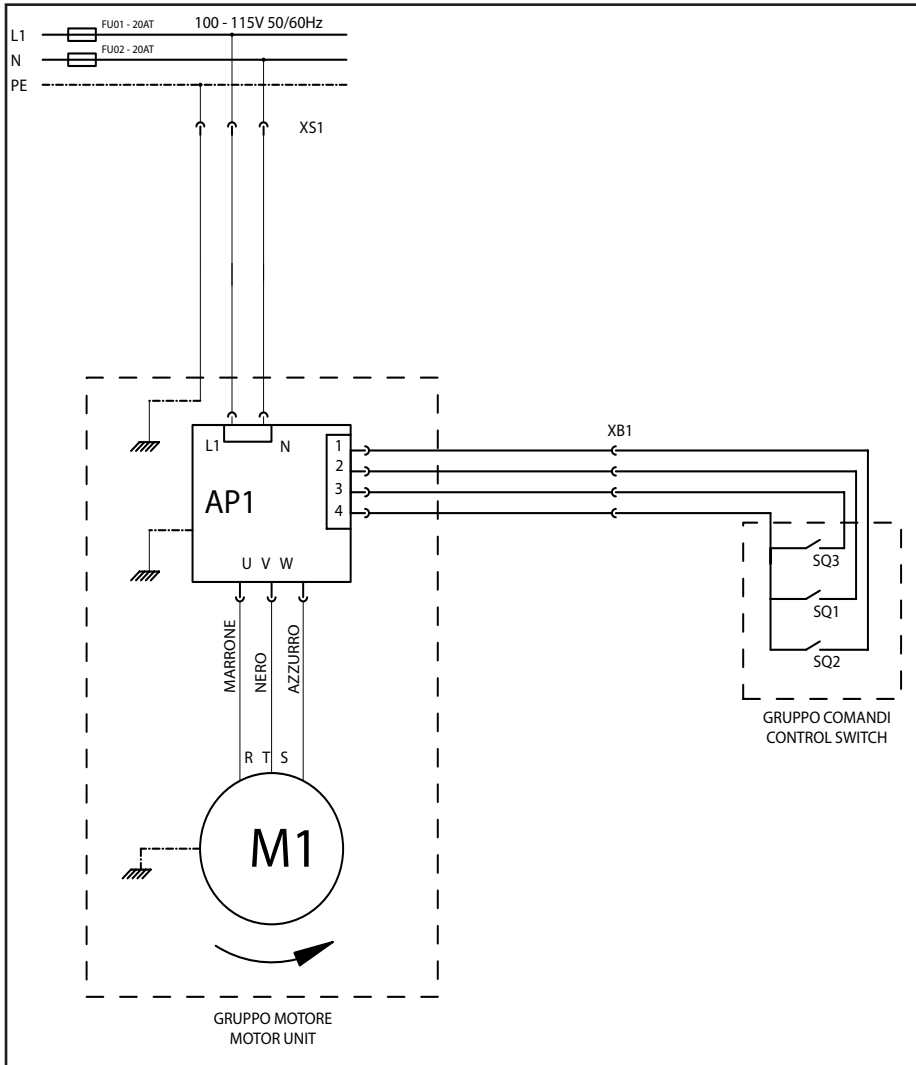 FU01 - 20AT
100 - 115V 50/60Hz
L1
FU02 - 20AT
N
PE
XS1
XB1
L1
N
1
2
3
4
AP1
U V W
SQ3
SQ1
SQ2
MARRONE
NERO
AZZURRO
GRUPPO COMANDI
CONTROL SWITCH
R T S
M1
GRUPPO MOTORE
MOTOR UNIT